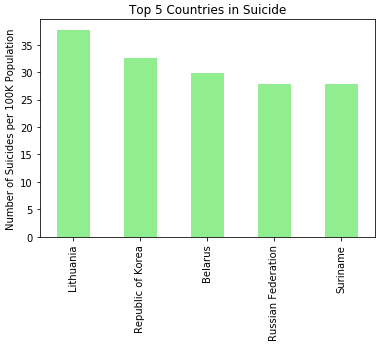 Top 5 Countries in Suicide
Number of Suicides per 100K Population
35
30
25
20
15
10
5
0
Lithuania
Republic of Korea
Belarus
Russian Federation
Suriname